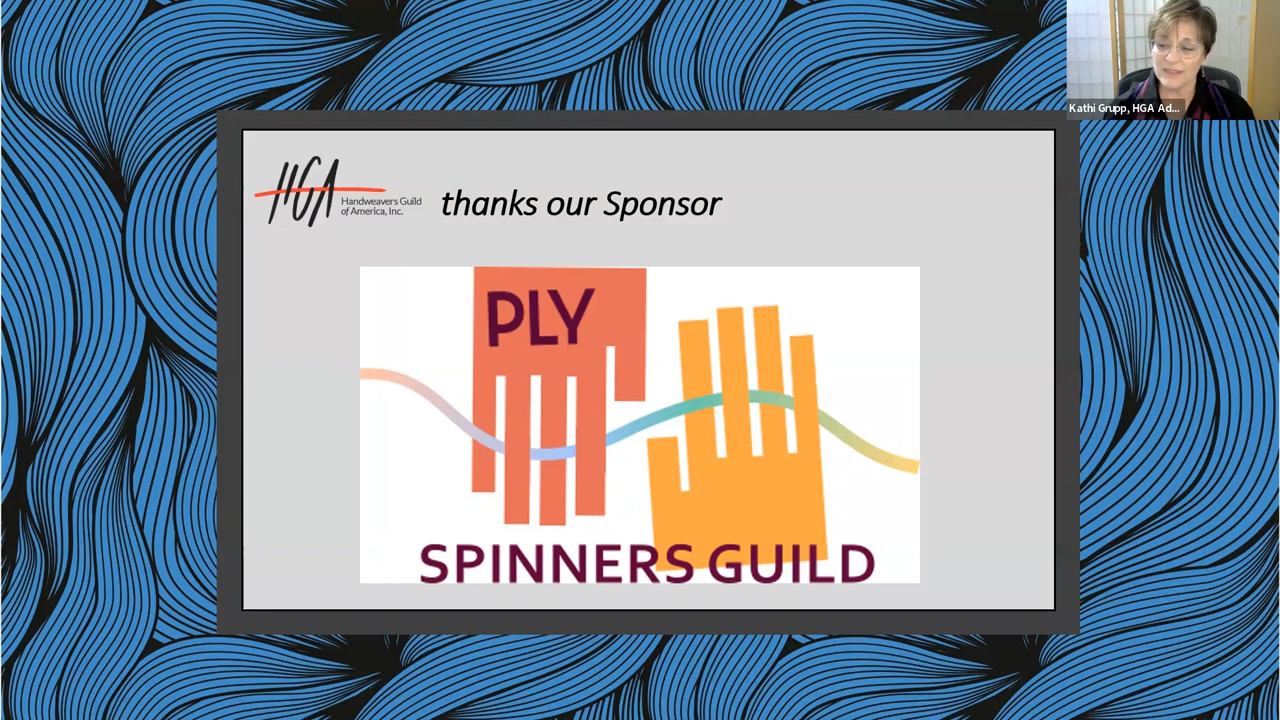 Kathi Grupp, HGA Ad...
HGA
Handweavers Guild
of America, Inc.
thanks our Sponsor
PLY
SPINNERS GUILD